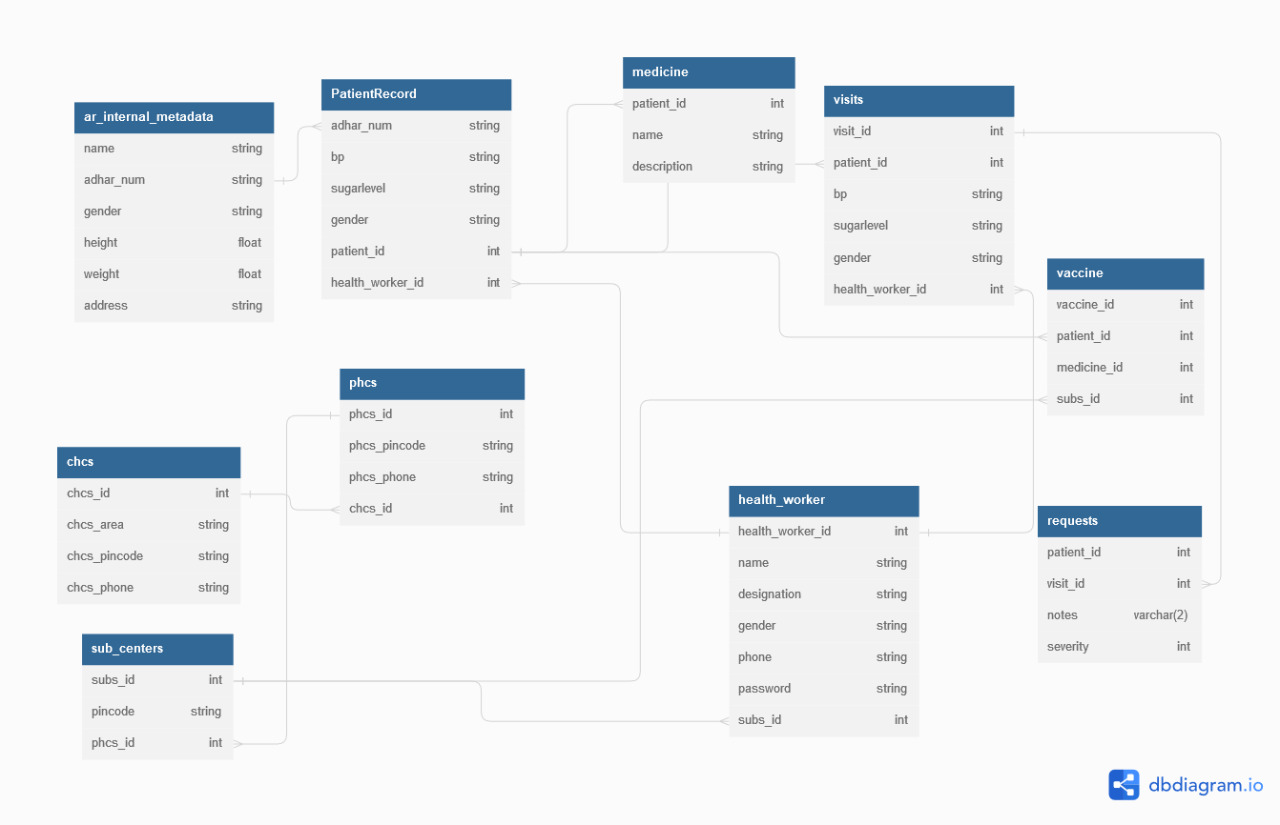 ar_internal_metadata
name string
adhar_num string
gender string
height float
weight float
address string
PatientRecord
adhar_num string
bp string
sugarlevel string
gender string
patient_id int
health_worker_id int
medicine
patient_id int
name string
description string
visits
visit_id int
patient_id int
bp string
sugarlevel string
gender string
health_worker_id int
vaccine
vaccine_id int
patient_id int
medicine_id int
subs_id int
phcs
phcs_id int
phcs_pincode string
phcs_phone string
chcs_id int
chcs
chcs_id int
chcs_area string
chcs_pincode string
chcs_phone string
health_worker
health_worker_id int
name string
designation string
gender string
phone string
password string
subs_id int
requests
patient_id int
visit_id int
notes varchar(2)
severity int
sub_centers
subs_id int
pincode string
phcs_id int
dbdiagram.io